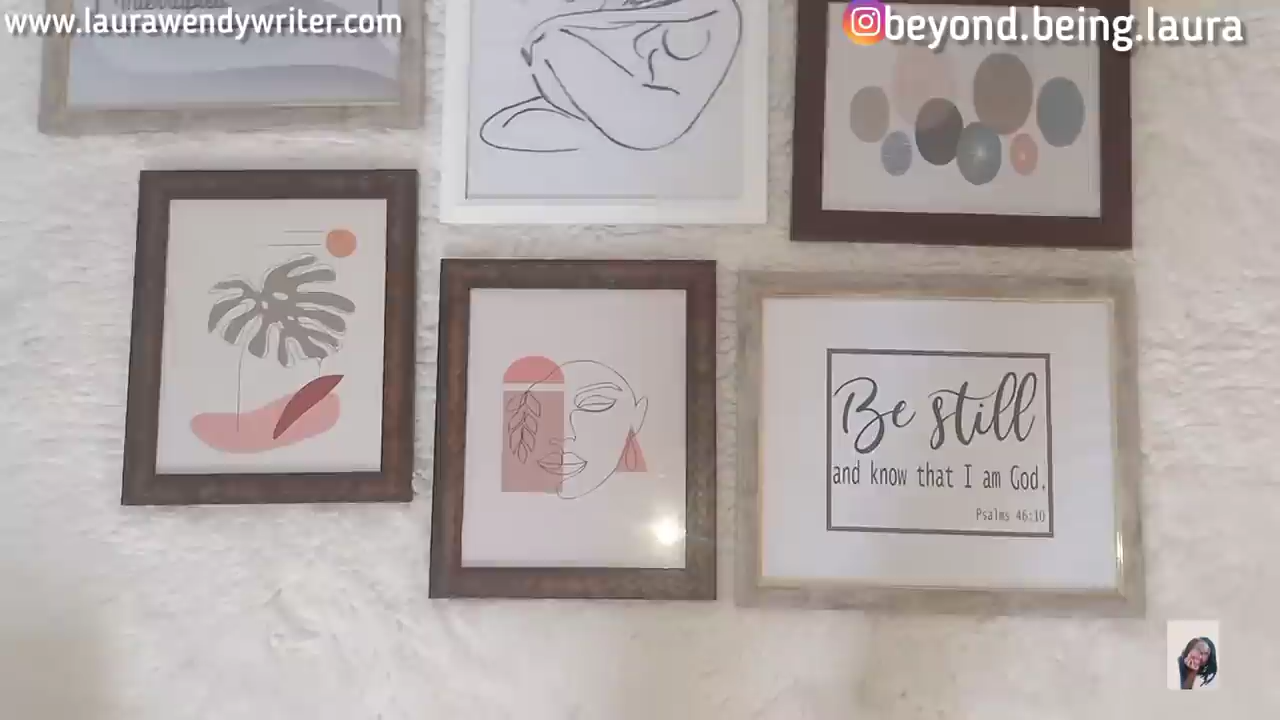 www.laurawendywriter.com
beyond.being.laura
Be still
and know that I am God.
Psalms 46:10